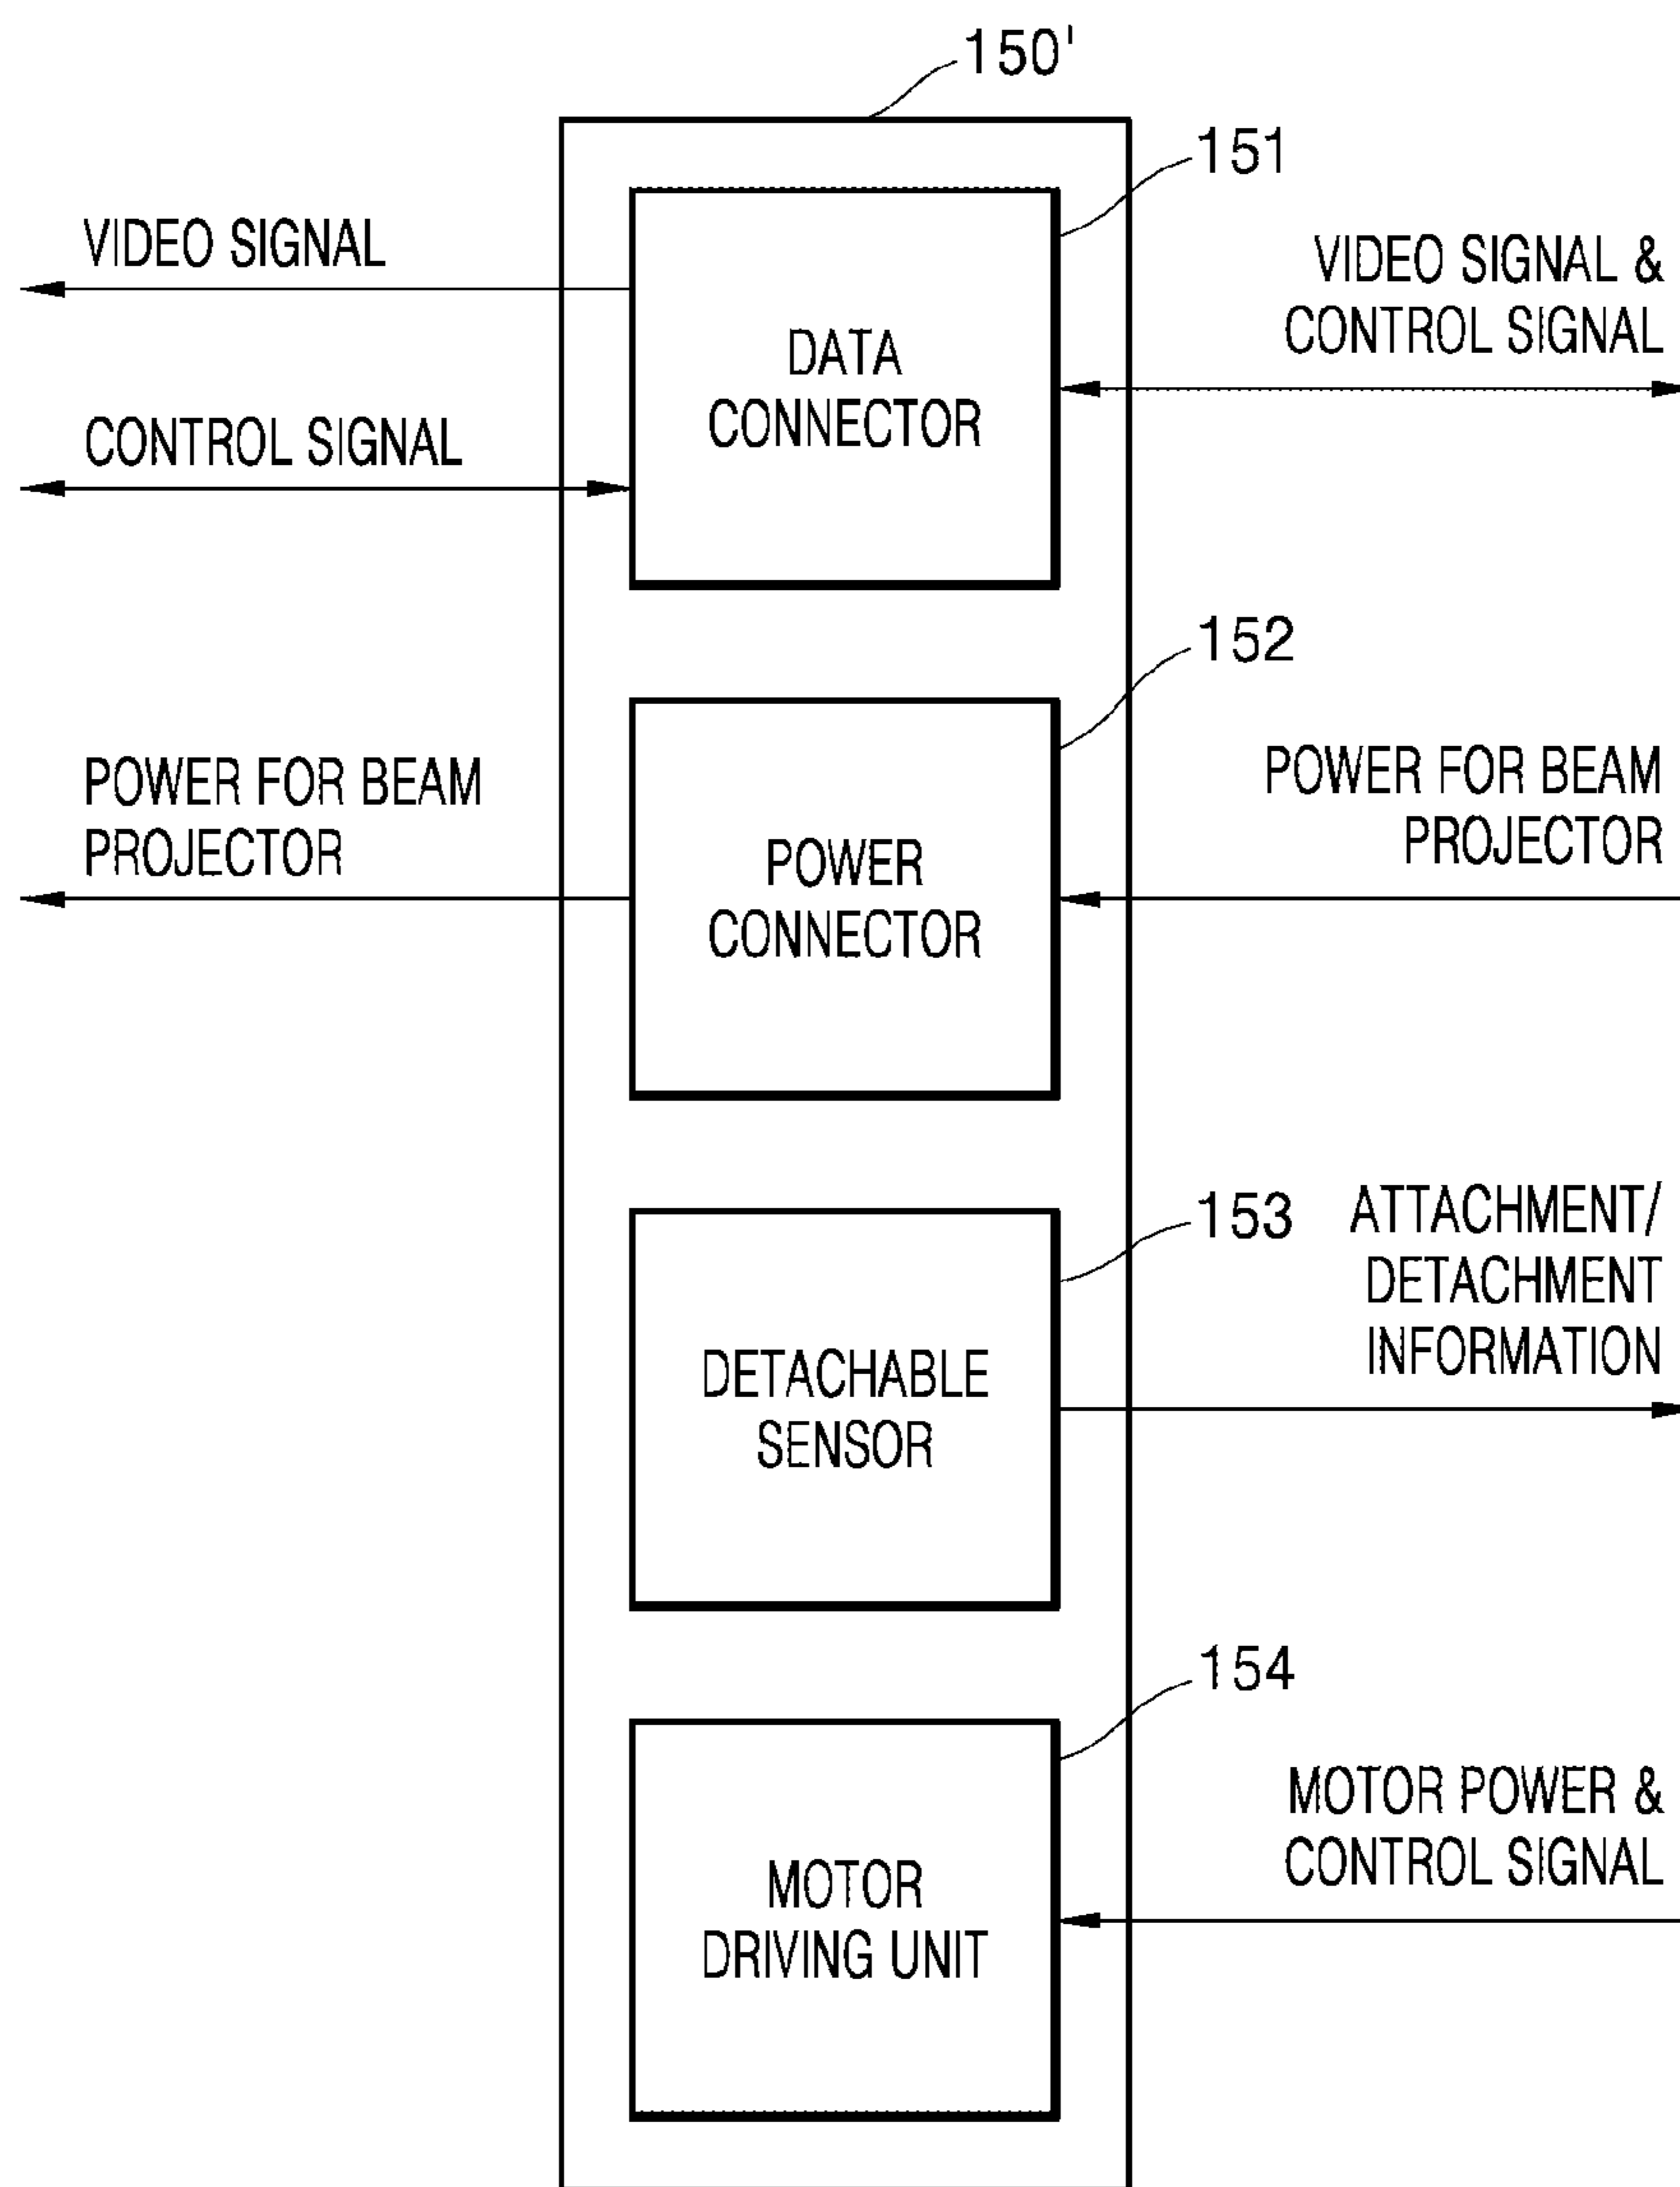 150'
151
VIDEO SIGNAL
VIDEO SIGNAL &
CONTROL SIGNAL
DATA
CONNECTOR
CONTROL SIGNAL
152
POWER FOR BEAM
PROJECTOR
POWER FOR BEAM
PROJECTOR
POWER
CONNECTOR
153
ATTACHMENT/
DETACHMENT
INFORMATION
DETACHABLE
SENSOR
154
MOTOR POWER &
CONTROL SIGNAL
MOTOR
DRIVING UNIT